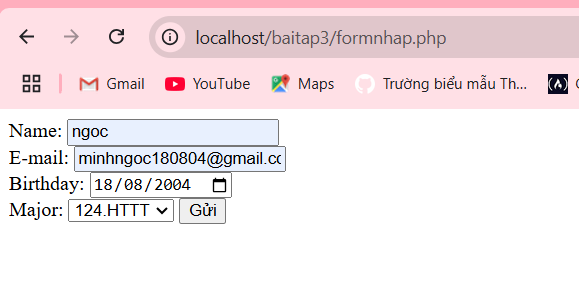 localhost/baitap3/formnhap.php
Gmail YouTube Maps Trường biểu mẫu Th...
Name: ngoc
E-mail: minhngoc180804@gmail.cc
Birthday: 18/08/2004
Major: 124.HTTT Gửi